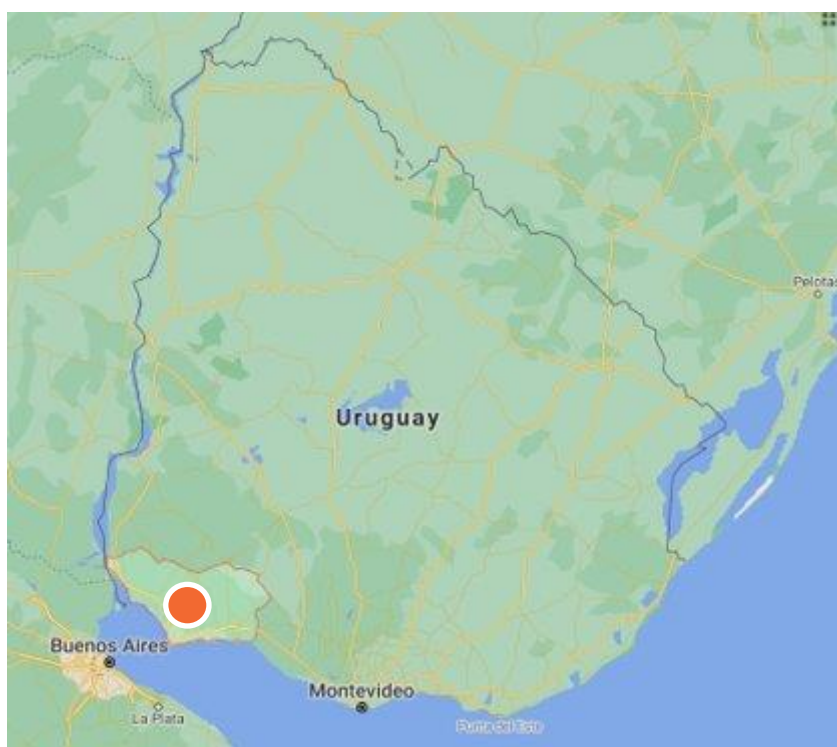 Pelotas
Uruguay
Buenos Aires
Montevideo
La Plata
Punta del Este